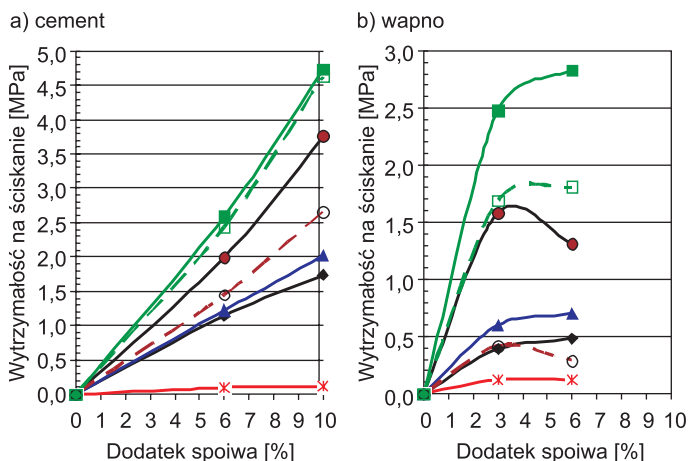 a) cement
Wytrzymałość na ściskanie [MPa]
5,0
4,5
4,0
3,5
3,0
2,5
2,0
1,5
1,0
0,5
0,0
0 1 2 3 4 5 6 7 8 9 10
Dodatek spoiwa [%]
b) wapno
Wytrzymałość na ściskanie [MPa]
3,0
2,5
2,0
1,5
1,0
0,5
0,0
0 1 2 3 4 5 6 7 8 9 10
Dodatek spoiwa [%]